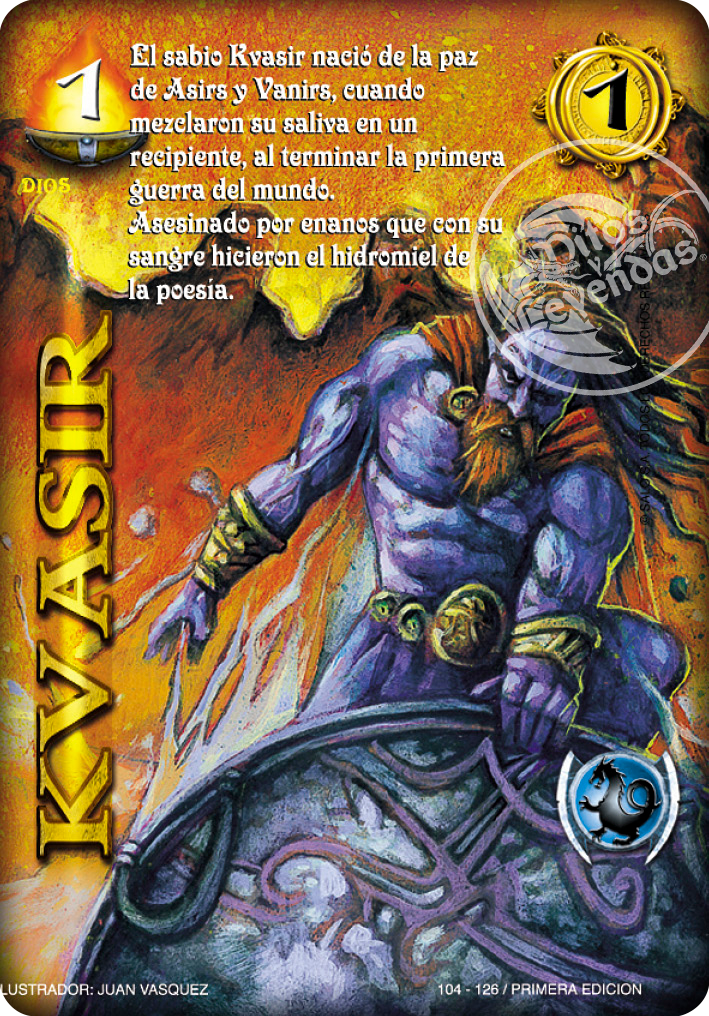 1
1
El sabio Kvasir nació de la paz
de Asirs y Vanirs, cuando
mezclaron su saliva en un
recipiente, al terminar la primera
guerra del mundo.
Asesinado por enanos que con su
sangre hicieron el hidromiel de
la poesía.
DIOS
Mitos
y
Leyendas®
KVASIR
LUSTRADOR: JUAN VASQUEZ
104 - 126 / PRIMERA EDICION